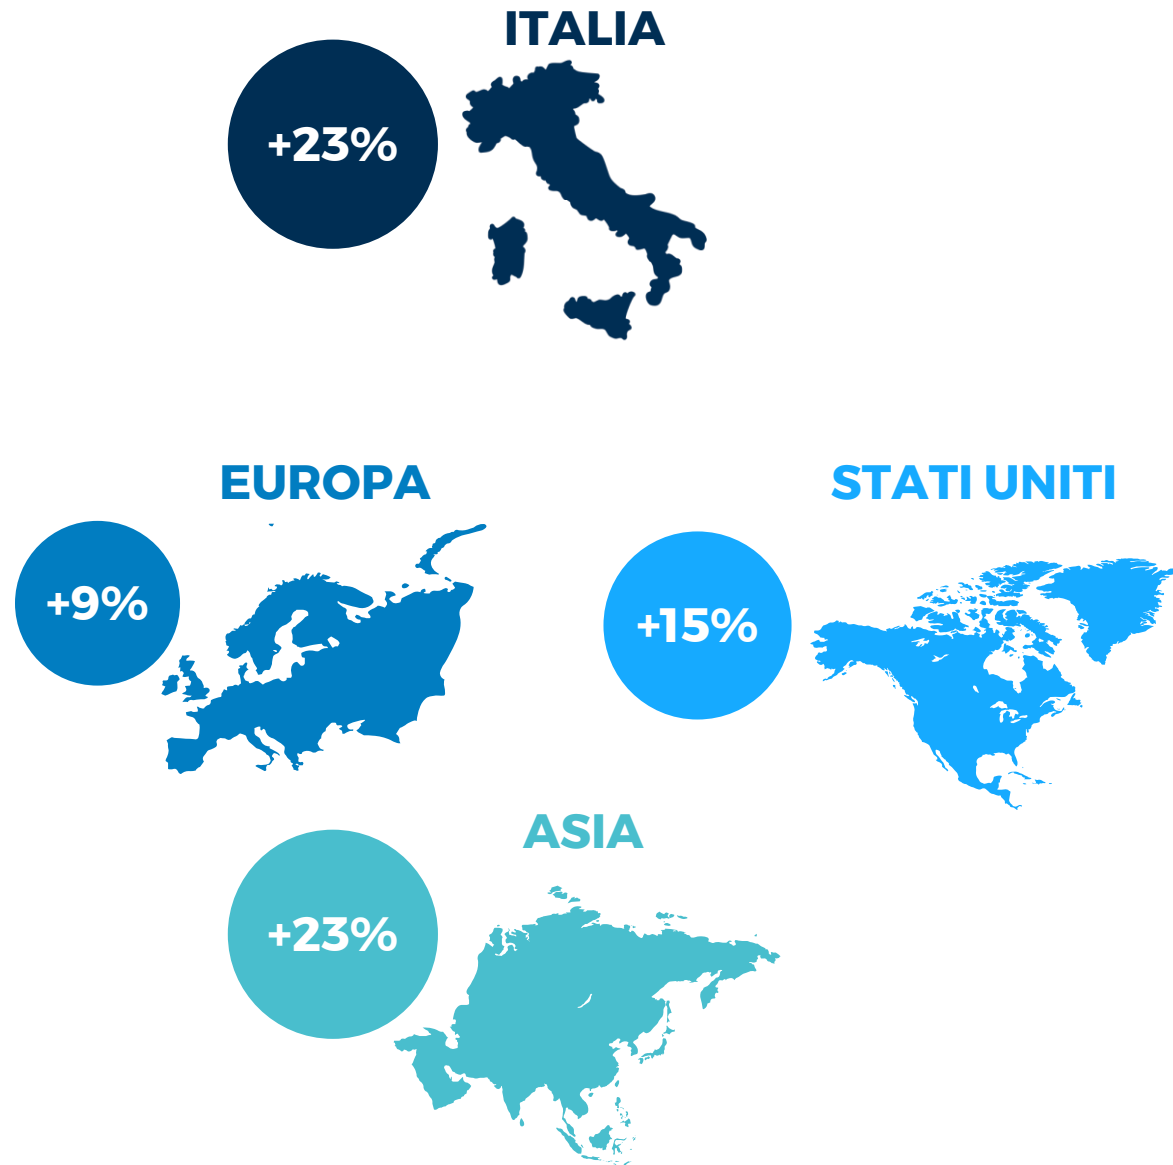 ITALIA
+23%
EUROPA
+9%
STATI UNITI
+15%
ASIA
+23%